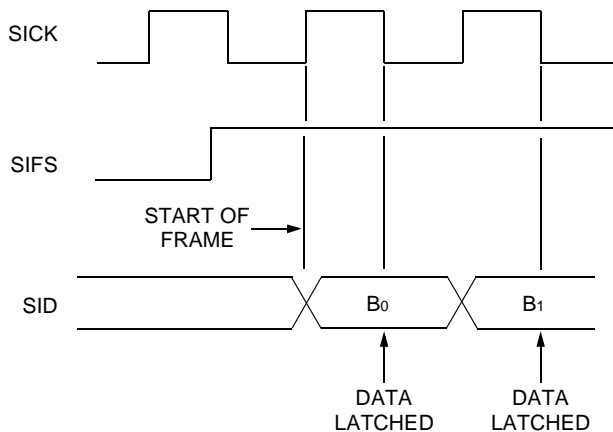 SICK
SIFS
START OF
FRAME
SID
B0
B1
DATA
LATCHED
DATA
LATCHED